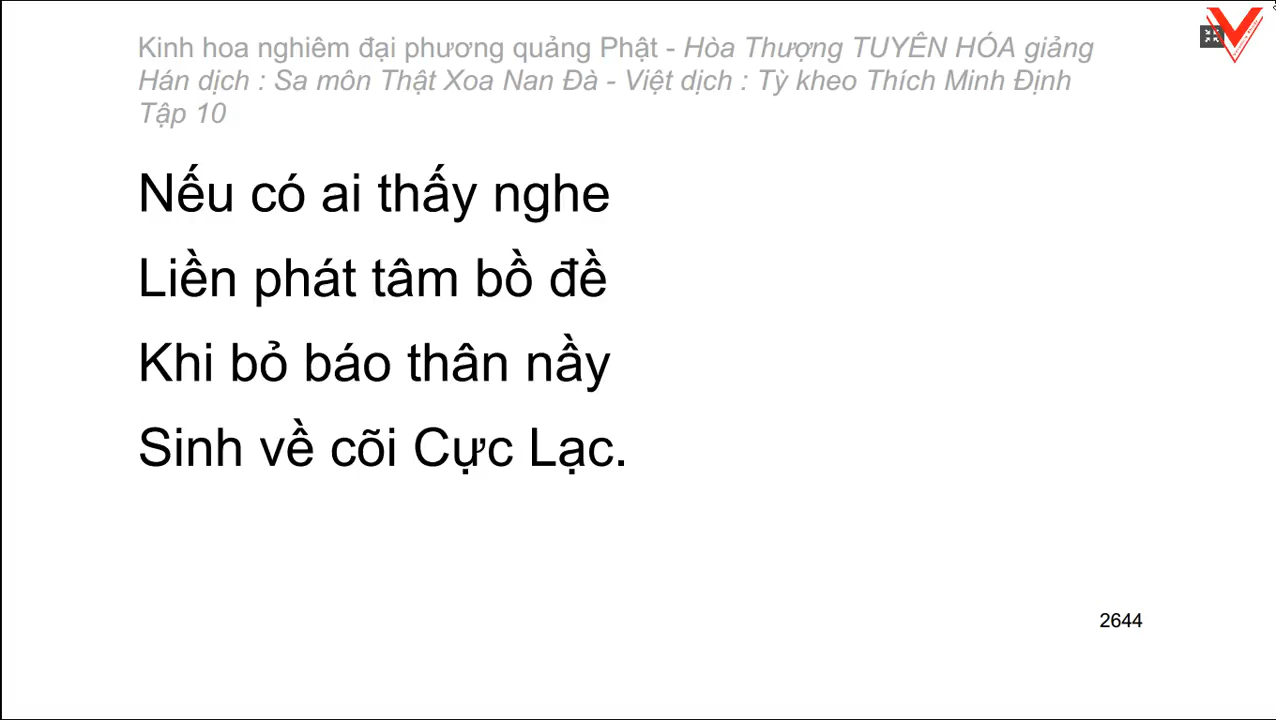 Kinh hoa nghiêm đại phương quảng Phật - Hòa Thượng TUYÊN HÓA giảng
Hán dịch : Sa môn Thật Xoa Nan Đà - Việt dịch : Tỳ kheo Thích Minh Định
Tập 10
Nếu có ai thấy nghe
Liền phát tâm bồ đề
Khi bỏ báo thân nầy
Sinh về cõi Cực Lạc.
2644